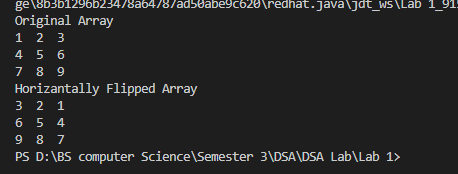 ge\8b3b1296b23478a64787ad50abe9c620\redhat.java\jdt_ws\Lab 1_91
Original Array
1 2 3
4 5 6
7 8 9
Horizantally Flipped Array
3 2 1
6 5 4
9 8 7
PS D:\BS computer Science\Semester 3\DSA\DSA Lab\Lab 1>